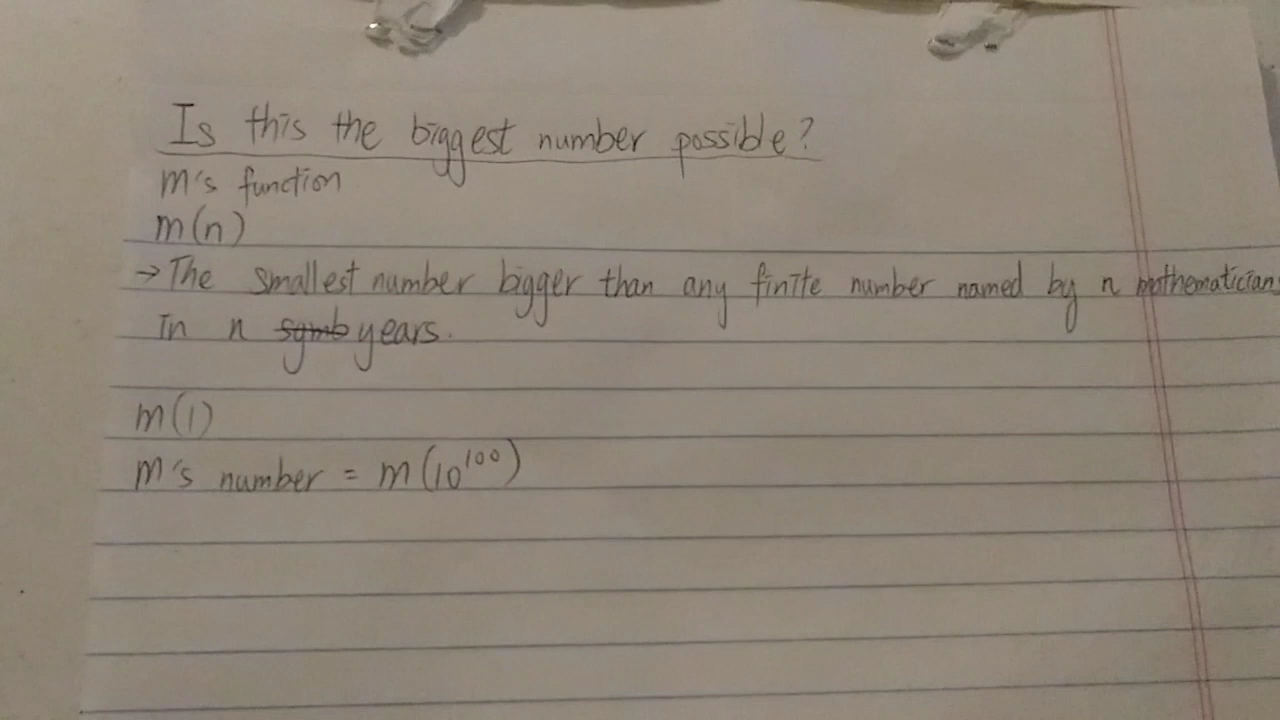 Is this the biggest number possible?
M's function
m(n)
→ The smallest number bigger than any finite number named by n mathematicians
in n symb years.
m(1)
M's number = m(10¹⁰⁰)